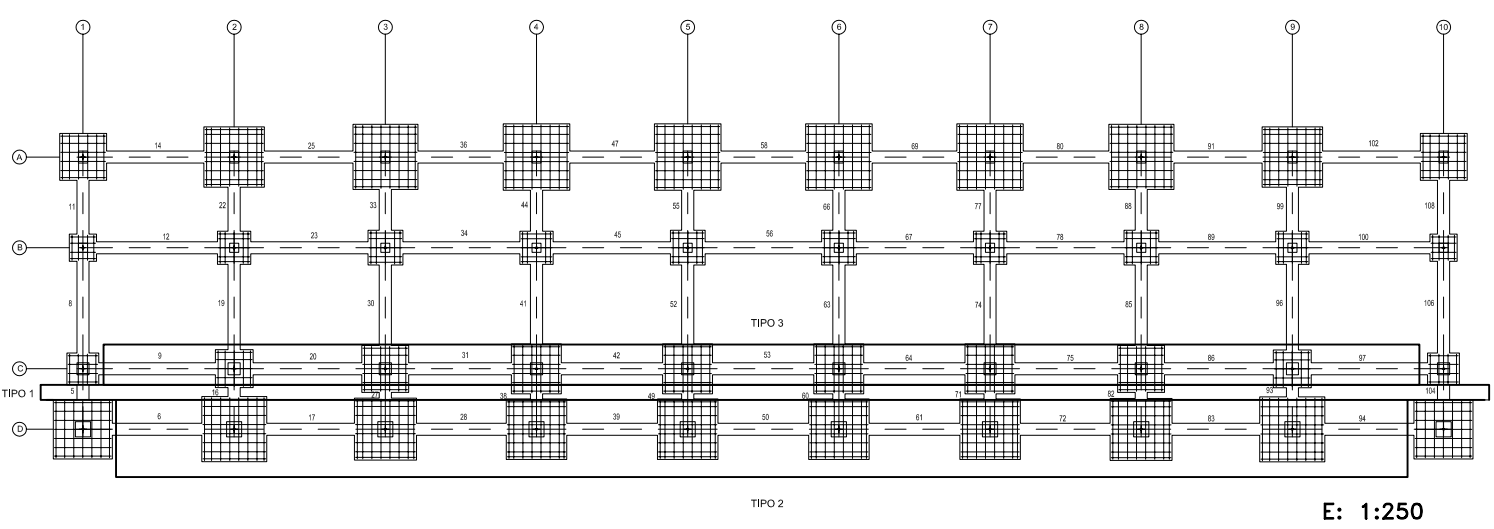 1 2 3 4 5 6 7 8 9 10
A 14 25 36 47 58 69 80 91 102
11 22 33 44 55 66 77 88 99 108
B 12 23 34 45 56 67 78 89 100
8 19 30 41 52 63 74 85 96 106
TIPO 3
C 9 20 31 42 53 64 75 86 97
TIPO 1 5 16 27 38 49 60 71 82 93 104
D 6 17 28 39 50 61 72 83 94
TIPO 2
E: 1:250